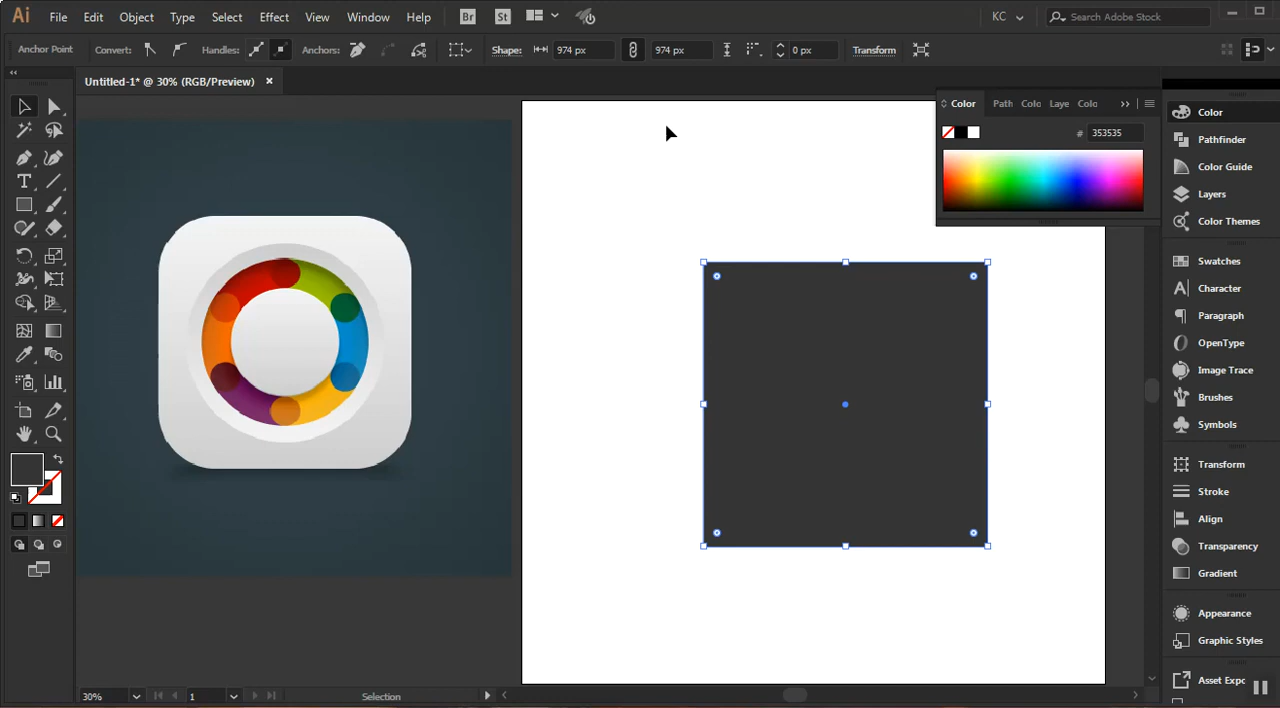 Ai File Edit Object Type Select Effect View Window Help Br St KC Search Adobe Stock
Anchor Point Convert: Handles: Anchors: Shape: 974 px 974 px 0 px Transform
Untitled-1* @ 30% (RGB/Preview) ×
Color Path Colo Laye Colo
# 353535
Color
Pathfinder
Color Guide
Layers
Color Themes
Swatches
Character
Paragraph
OpenType
Image Trace
Brushes
Symbols
Transform
Stroke
Align
Transparency
Gradient
Appearance
Graphic Styles
Asset Expo
30% 1 Selection